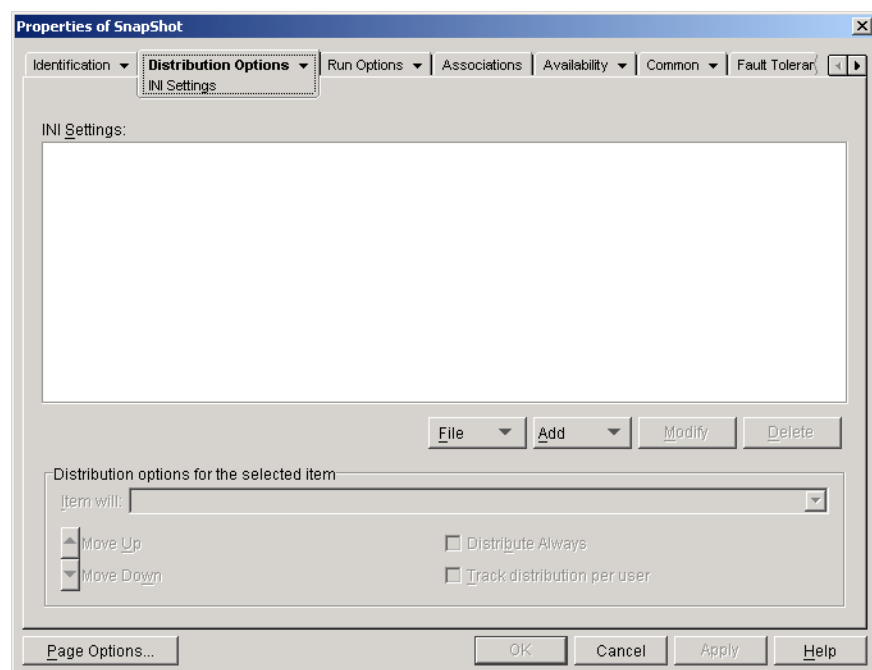 Properties of SnapShot
Identification Distribution Options Run Options Associations Availability Common Fault Toleran
INI Settings
INI Settings:
File Add Modify Delete
Distribution options for the selected item
Item will:
Move Up Distribute Always
Move Down Track distribution per user
Page Options... OK Cancel Apply Help